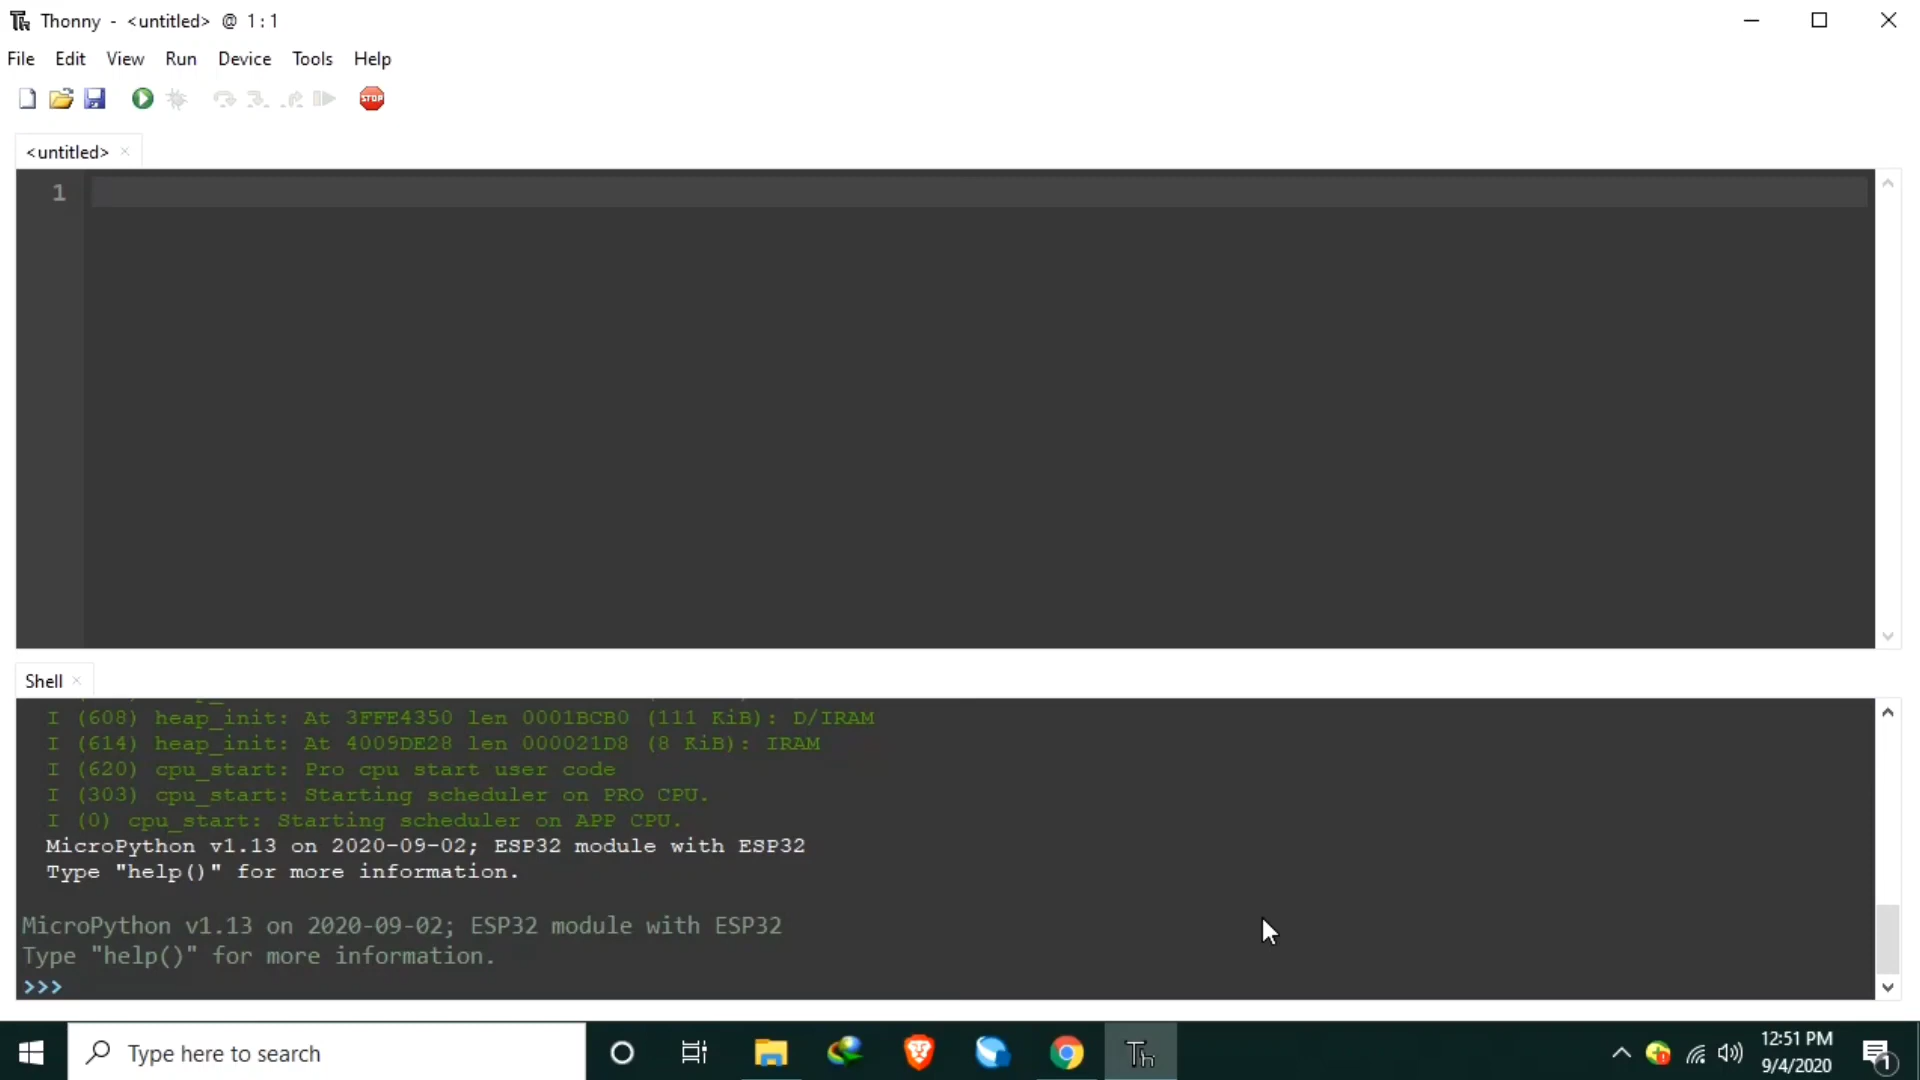 Thonny - <untitled> @ 1 : 1
File Edit View Run Device Tools Help
STOP
<untitled>
1
Shell
I (608) heap_init: At 3FFE4350 len 0001BCB0 (111 KiB): D/IRAM
I (614) heap_init: At 4009DE28 len 000021D8 (8 KiB): IRAM
I (620) cpu_start: Pro cpu start user code
I (303) cpu_start: Starting scheduler on PRO CPU.
I (0) cpu_start: Starting scheduler on APP CPU.
MicroPython v1.13 on 2020-09-02; ESP32 module with ESP32
Type "help()" for more information.
MicroPython v1.13 on 2020-09-02; ESP32 module with ESP32
Type "help()" for more information.
>>>
Type here to search
Th
12:51 PM
9/4/2020
1